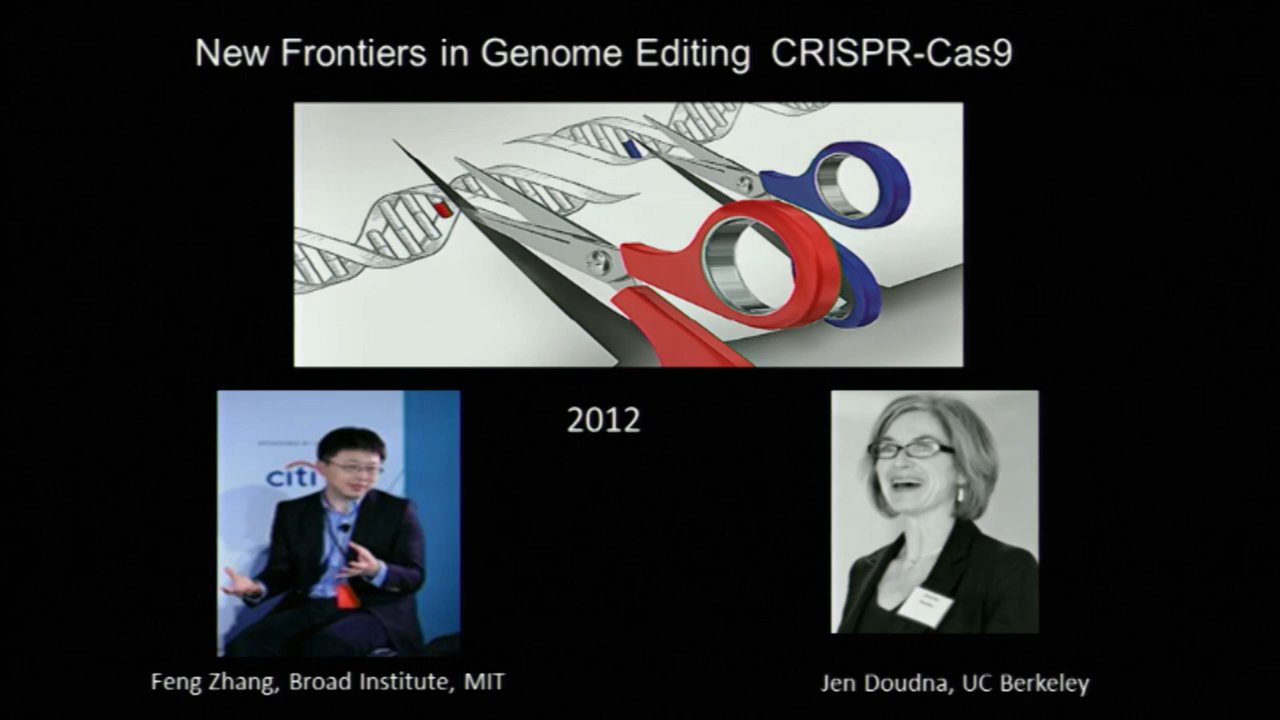 New Frontiers in Genome Editing CRISPR-Cas9
2012
citi
Feng Zhang, Broad Institute, MIT
Jen Doudna, UC Berkeley